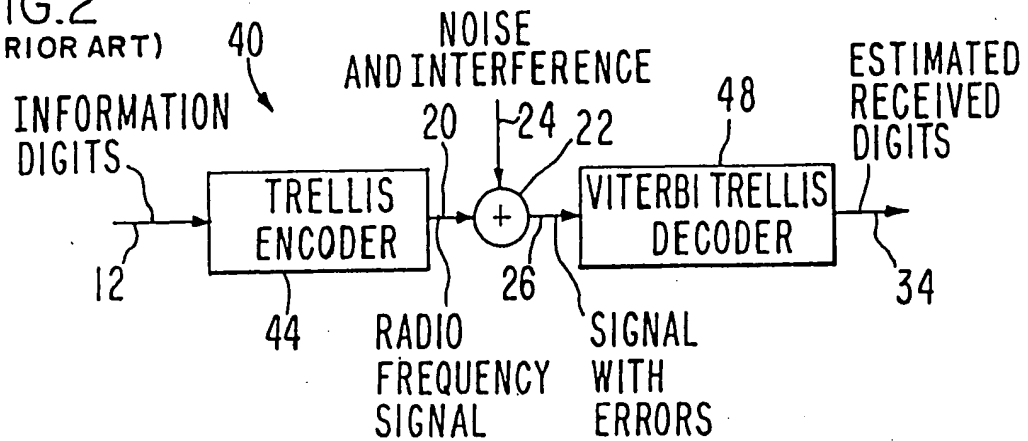 IG.2
RIOR ART)
40
NOISE
AND INTERFERENCE
INFORMATION
DIGITS
20
24
22
48
ESTIMATED
RECEIVED
DIGITS
TRELLIS
ENCODER
+
VITERBI TRELLIS
DECODER
12
44
26
34
RADIO
FREQUENCY
SIGNAL
SIGNAL
WITH
ERRORS